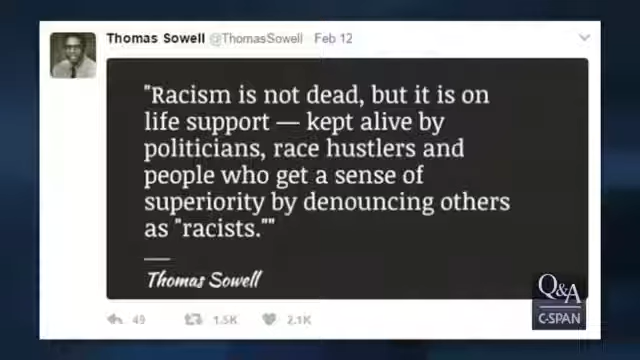 Thomas Sowell @ThomasSowell Feb 12
"Racism is not dead, but it is on
life support — kept alive by
politicians, race hustlers and
people who get a sense of
superiority by denouncing others
as "racists.""
Thomas Sowell
49 1.5K 2.1K
Q&A
C-SPAN